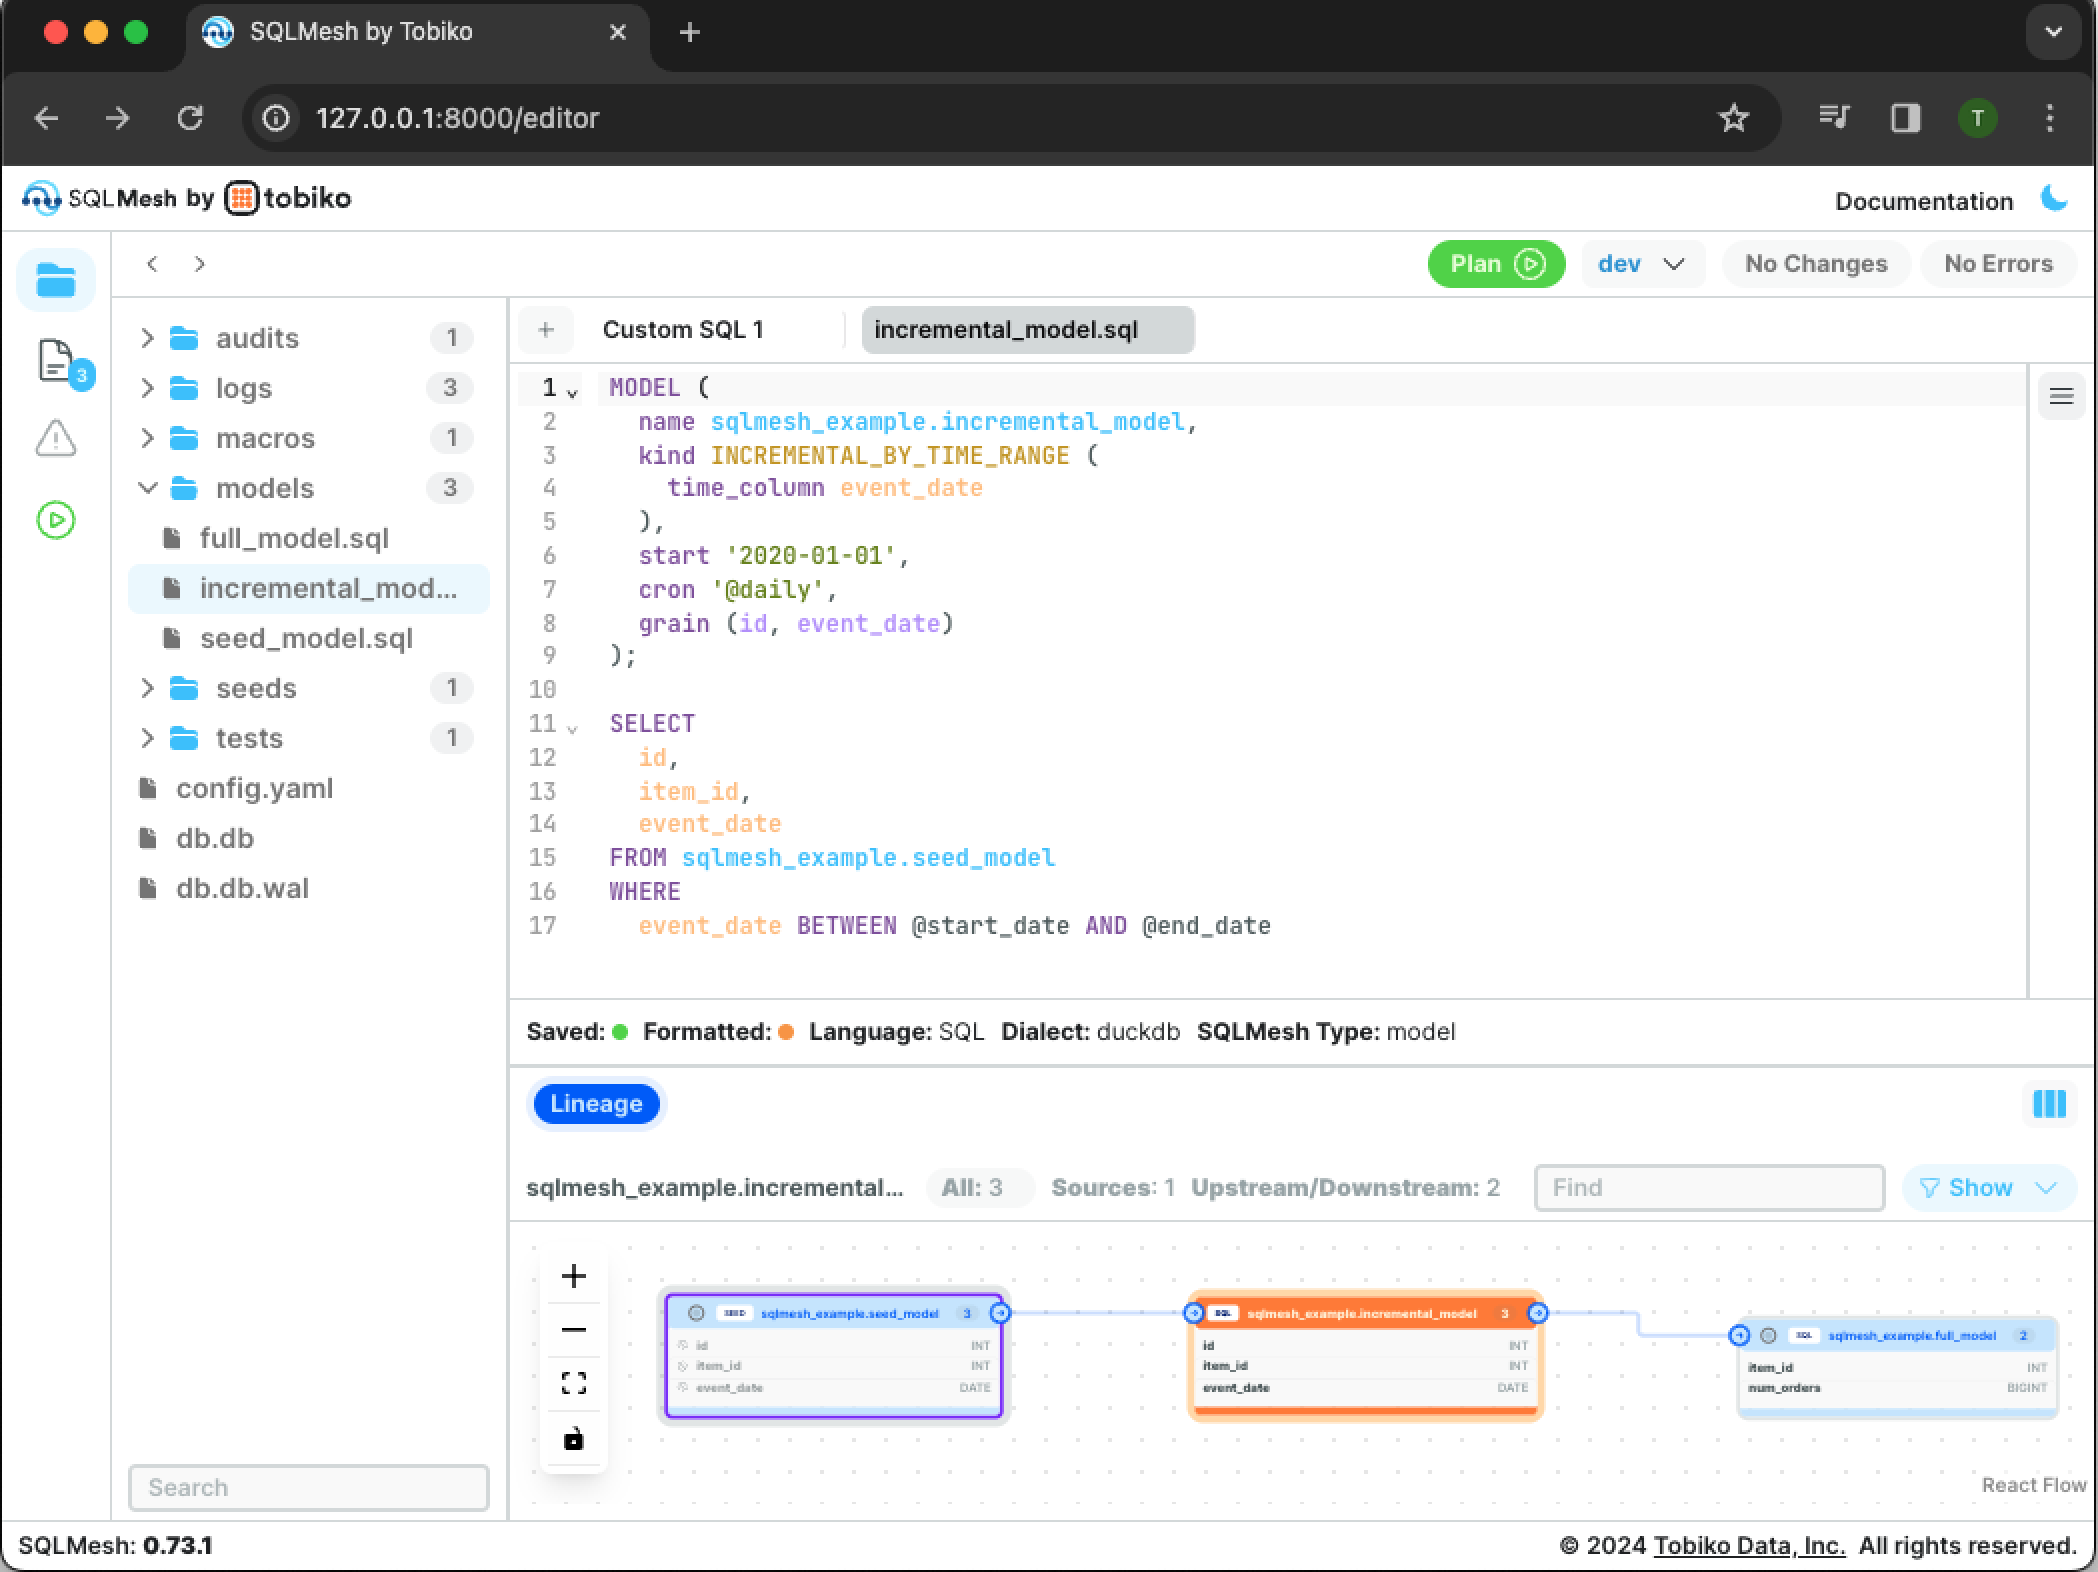 SQLMesh by Tobiko
127.0.0.1:8000/editor
T
SQLMesh by tobiko
Documentation
Plan
dev
No Changes
No Errors
3
audits 1
logs 3
macros 1
models 3
full_model.sql
incremental_mod...
seed_model.sql
seeds 1
tests 1
config.yaml
db.db
db.db.wal
Search
+ Custom SQL 1
incremental_model.sql
1 MODEL (
2 name sqlmesh_example.incremental_model,
3 kind INCREMENTAL_BY_TIME_RANGE (
4 time_column event_date
5 ),
6 start '2020-01-01',
7 cron '@daily',
8 grain (id, event_date)
9 );
10
11 SELECT
12 id,
13 item_id,
14 event_date
15 FROM sqlmesh_example.seed_model
16 WHERE
17 event_date BETWEEN @start_date AND @end_date
Saved: Formatted: Language: SQL Dialect: duckdb SQLMesh Type: model
Lineage
sqlmesh_example.incremental... All: 3 Sources: 1 Upstream/Downstream: 2 Find Show
SEED sqlmesh_example.seed_model 3
id INT
item_id INT
event_date DATE
SQL sqlmesh_example.incremental_model 3
id INT
item_id INT
event_date DATE
SQL sqlmesh_example.full_model 2
item_id INT
num_orders BIGINT
React Flow
SQLMesh: 0.73.1
© 2024 Tobiko Data, Inc. All rights reserved.